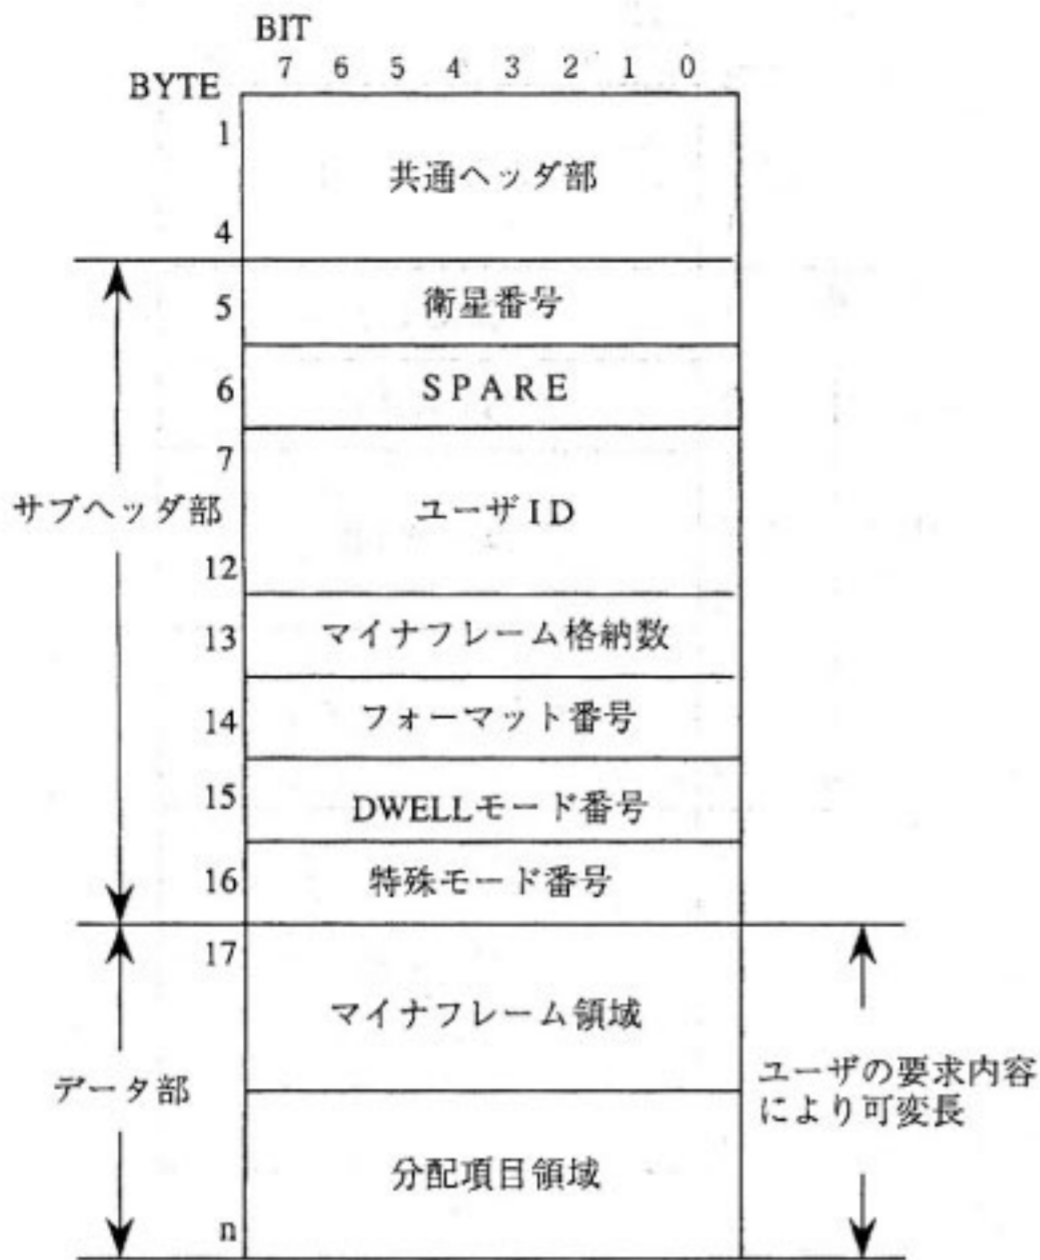 BIT
7 6 5 4 3 2 1 0
BYTE
1
共通ヘッダ部
4
5 衛星番号
6 SPARE
7
サブヘッダ部
ユーザID
12
13 マイナフレーム格納数
14 フォーマット番号
15 DWELLモード番号
16 特殊モード番号
17
マイナフレーム領域
データ部
ユーザの要求内容
により可変長
分配項目領域
n